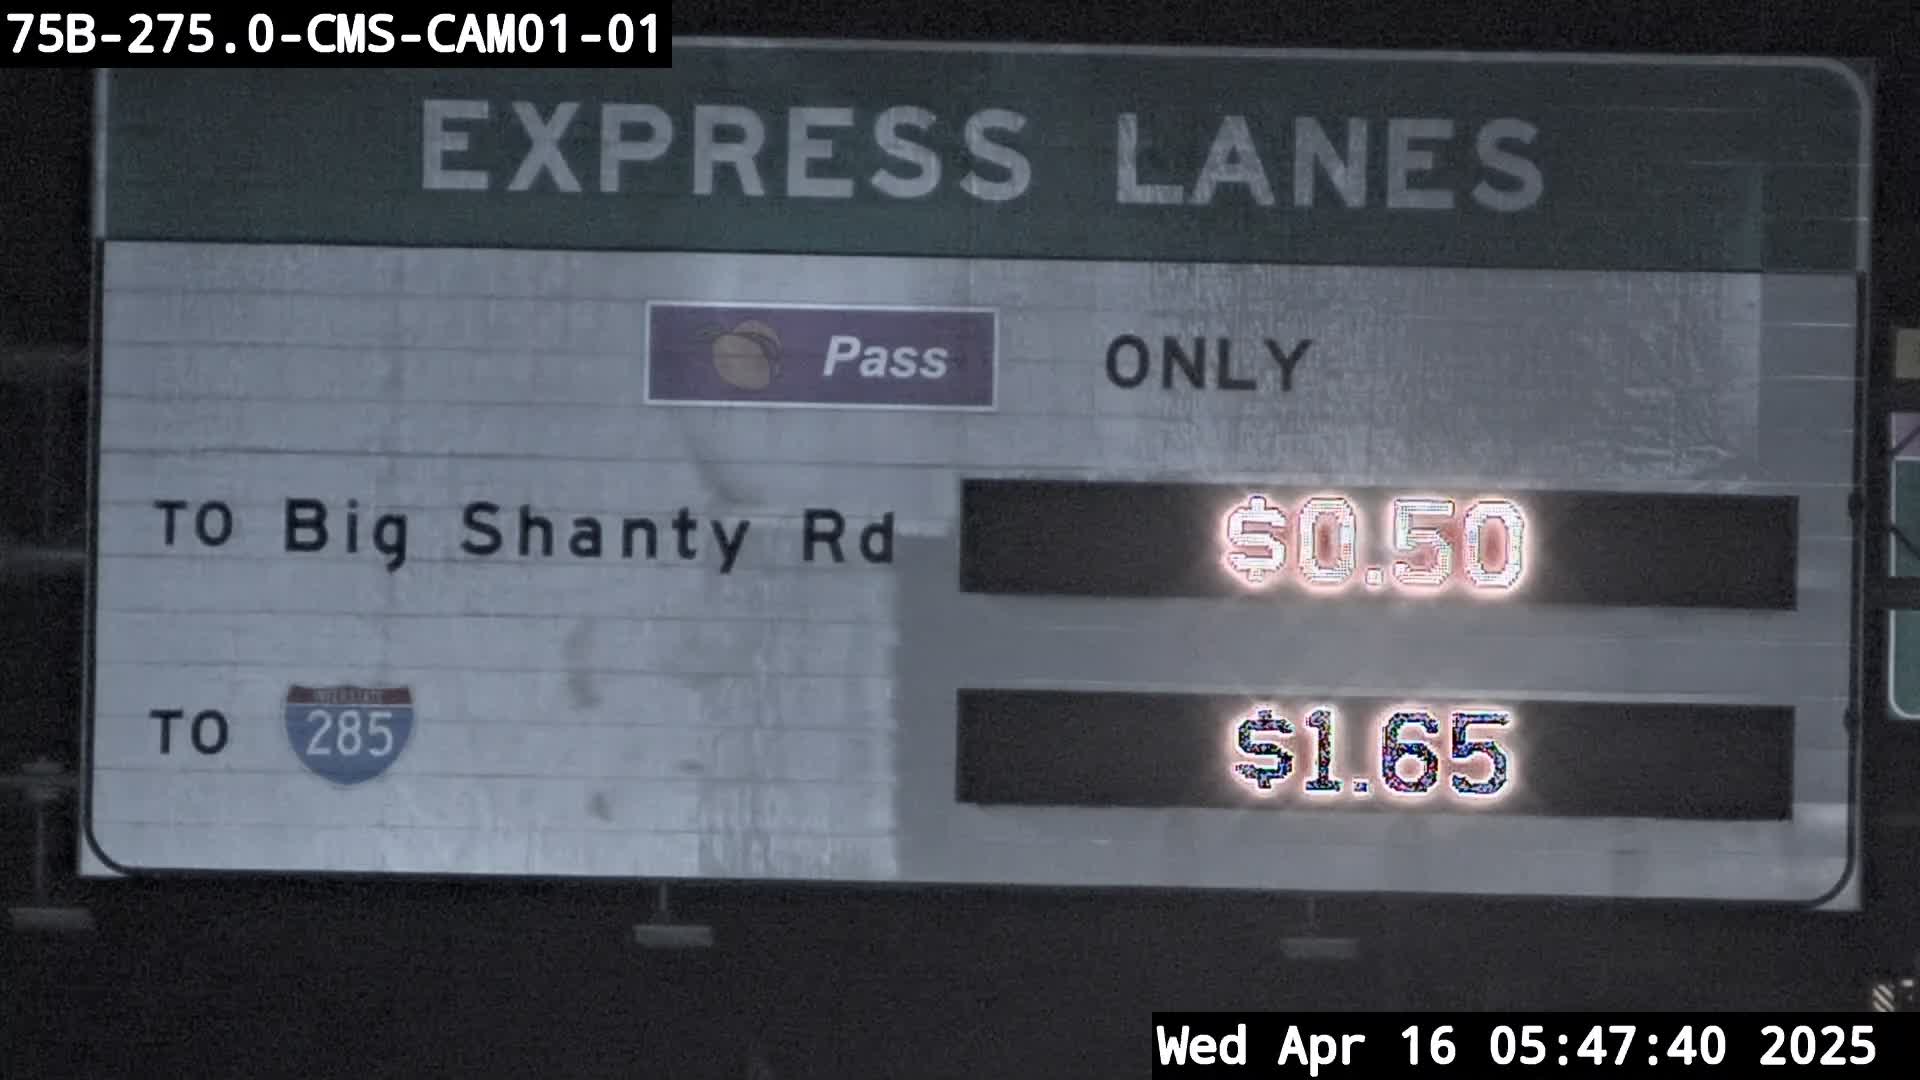 75B-275.0-CMS-CAM01-01
EXPRESS LANES
Pass ONLY
TO Big Shanty Rd $0.50
INTERSTATE
TO 285 $1.65
Wed Apr 16 05:47:40 2025